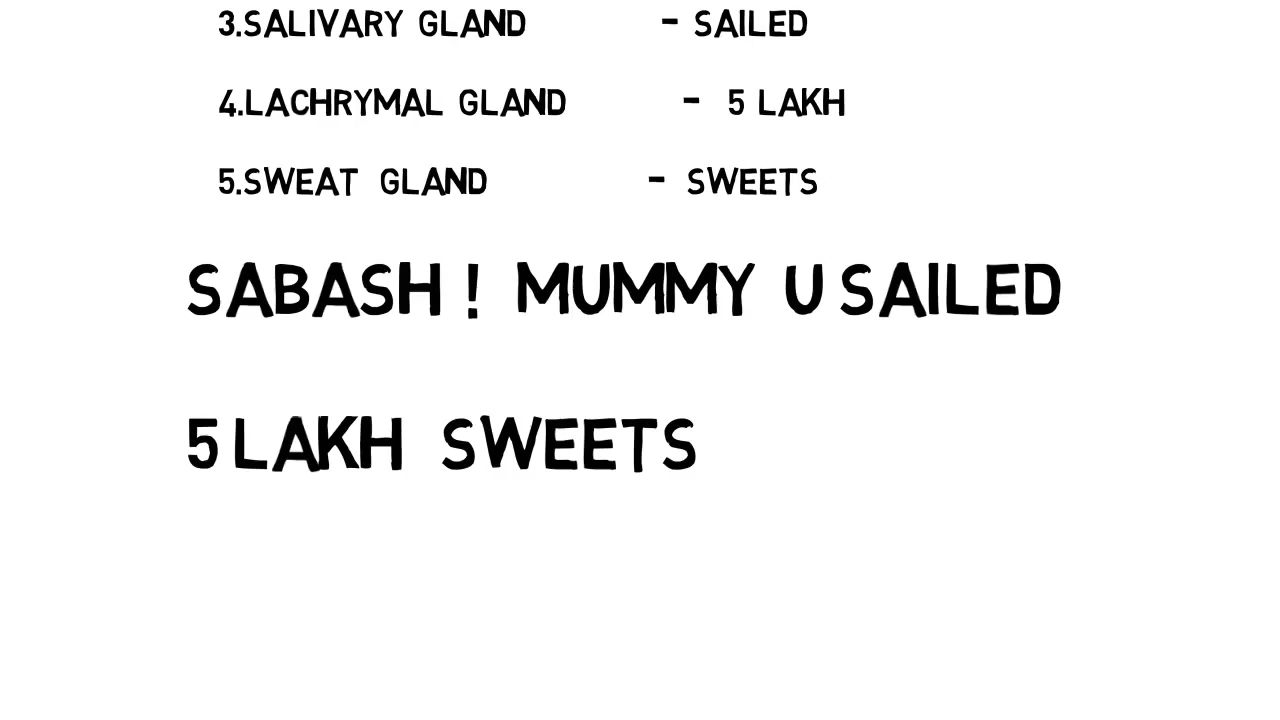 3.SALIVARY GLAND - SAILED
4.LACHRYMAL GLAND - 5 LAKH
5.SWEAT GLAND - SWEETS
SABASH ! MUMMY U SAILED
5 LAKH SWEETS